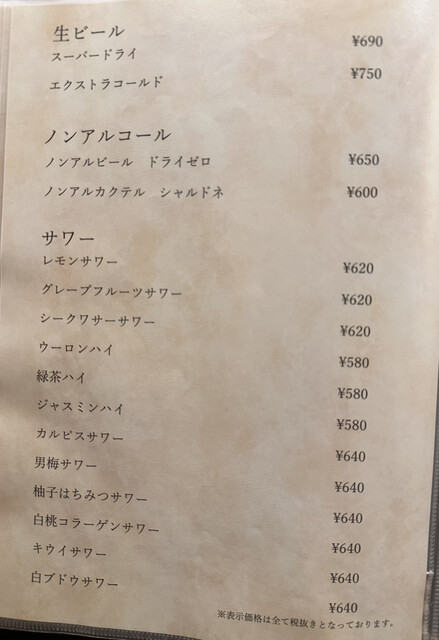 生ビール
スーパードライ ¥690
エクストラコールド ¥750
ノンアルコール
ノンアルビール ドライゼロ ¥650
ノンアルカクテル シャルドネ ¥600
サワー
レモンサワー ¥620
グレープフルーツサワー ¥620
シークワサーサワー ¥620
ウーロンハイ ¥580
緑茶ハイ ¥580
ジャスミンハイ ¥580
カルピスサワー ¥640
男梅サワー ¥640
柚子はちみつサワー ¥640
白桃コラーゲンサワー ¥640
キウイサワー ¥640
白ブドウサワー ¥640
※表示価格は全て税抜きとなっております。